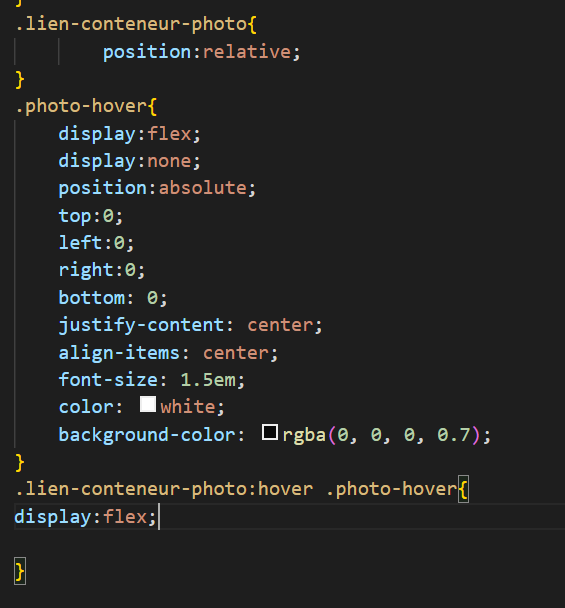 }
.lien-conteneur-photo{
position:relative;
}
.photo-hover{
display:flex;
display:none;
position:absolute;
top:0;
left:0;
right:0;
bottom: 0;
justify-content: center;
align-items: center;
font-size: 1.5em;
color: white;
background-color: rgba(0, 0, 0, 0.7);
}
.lien-conteneur-photo:hover .photo-hover{
display:flex;
}